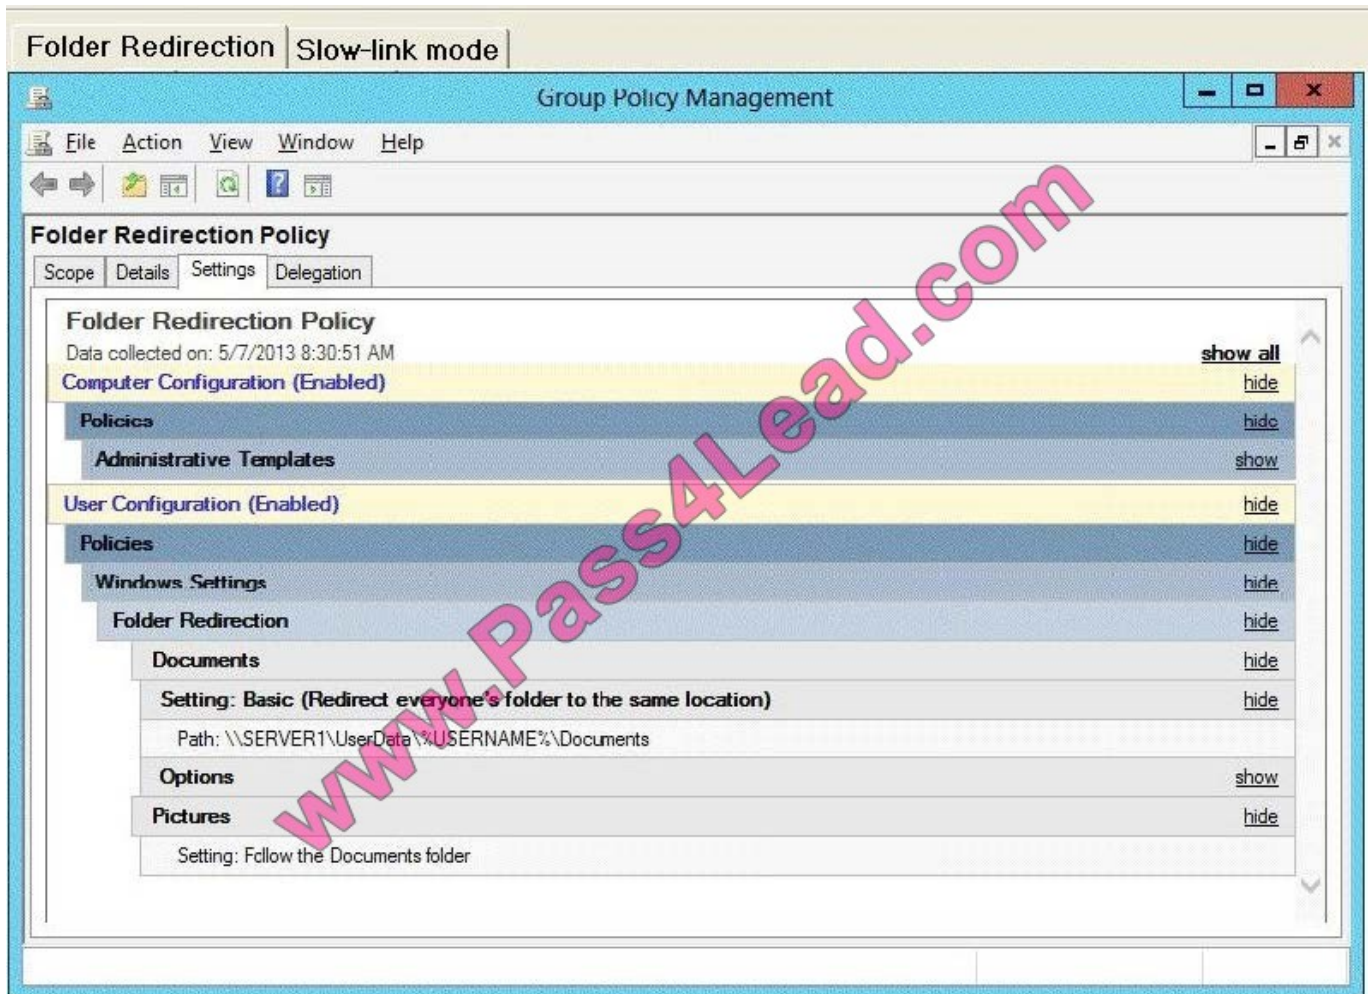 Folder Redirection Slow-link mode
Group Policy Management
File Action View Window Help
Folder Redirection Policy
Scope Details Settings Delegation
Folder Redirection Policy
Data collected on: 5/7/2013 8:30:51 AM show all
Computer Configuration (Enabled) hide
Policies hide
Administrative Templates show
User Configuration (Enabled) hide
Policies hide
Windows Settings hide
Folder Redirection hide
Documents hide
Setting: Basic (Redirect everyone's folder to the same location) hide
Path: \\SERVER1\UserData\%USERNAME%\Documents
Options show
Pictures hide
Setting: Follow the Documents folder
www.Pass4Lead.com